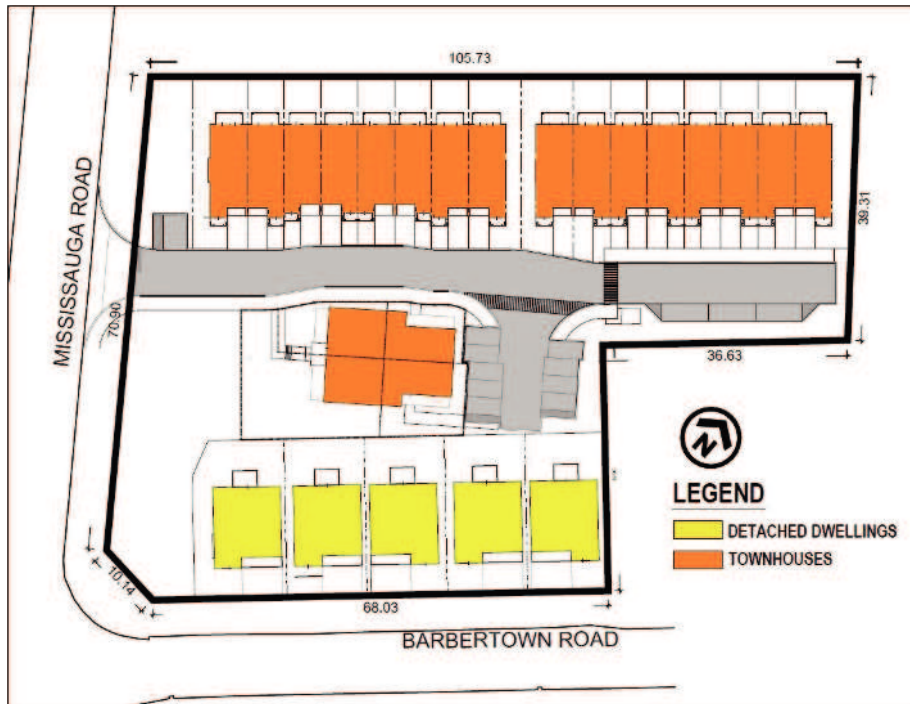 105.73
MISSISSAUGA ROAD
39.31
70.90
36.63
N
LEGEND
DETACHED DWELLINGS
TOWNHOUSES
10.14
68.03
BARBERTOWN ROAD